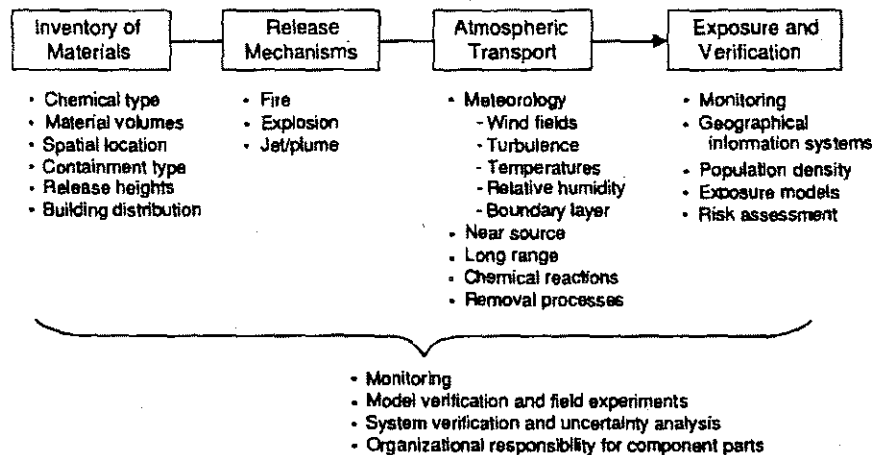 Inventory of
Materials
Release
Mechanisms
Atmospheric
Transport
Exposure and
Verification
• Chemical type
• Material volumes
• Spatial location
• Containment type
• Release heights
• Building distribution
• Fire
• Explosion
• Jet/plume
• Meteorology
- Wind fields
- Turbulence
- Temperatures
- Relative humidity
- Boundary layer
• Near source
• Long range
• Chemical reactions
• Removal processes
• Monitoring
• Geographical
information systems
• Population density
• Exposure models
• Risk assessment
• Monitoring
• Model verification and field experiments
• System verification and uncertainty analysis
• Organizational responsibility for component parts